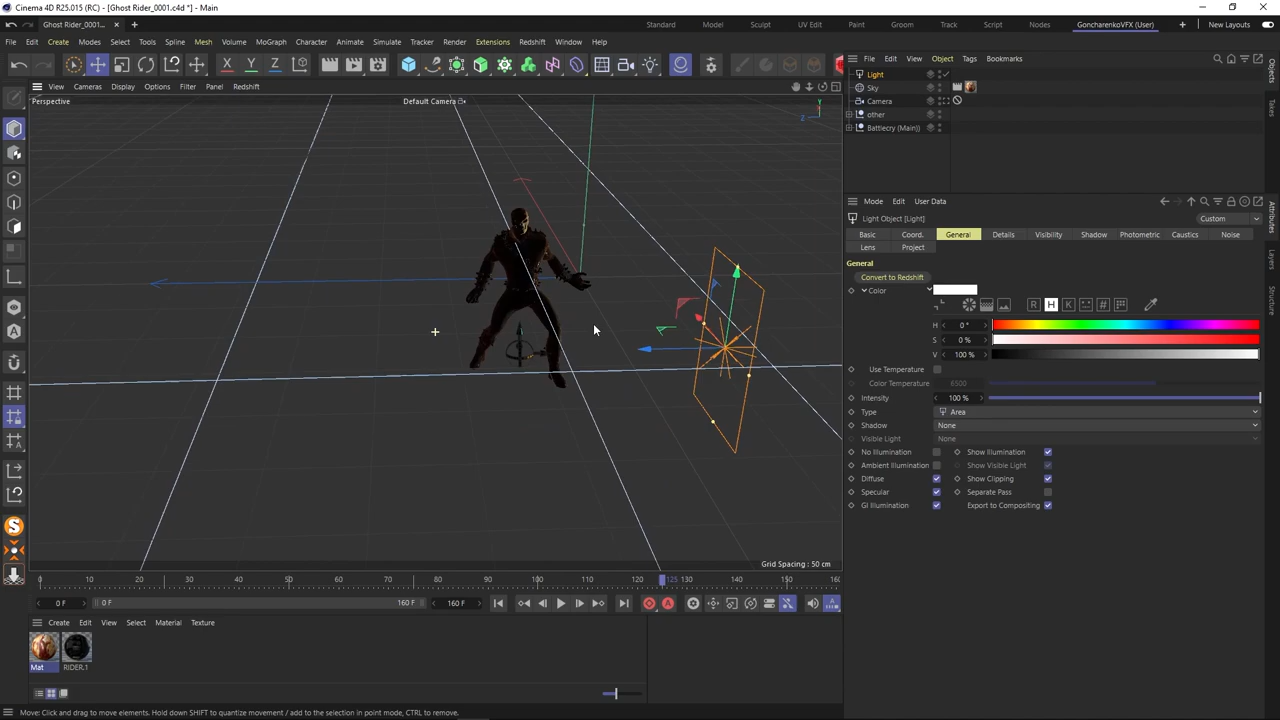 Cinema 4D R25.015 (RC) - [Ghost Rider_0001.c4d *] - Main
Ghost Rider_0001.c4d... × +
Standard Model Sculpt UV Edit Paint Groom Track Script Nodes GoncharenkoVFX (User) + New Layouts
File Edit Create Modes Select Tools Spline Mesh Volume MoGraph Character Animate Simulate Tracker Render Extensions Redshift Window Help
X Y Z
File Edit View Object Tags Bookmarks
View Cameras Display Options Filter Panel Redshift
Perspective Default Camera
Y
Z
Light
Sky
Camera
other
Battlecry (Main))
Objects
Takes
Mode Edit User Data
Light Object [Light] Custom
Basic Coord. General Details Visibility Shadow Photometric Caustics Noise
Lens Project
General
Convert to Redshift
Color
R H K #
H 0 °
S 0 %
V 100 %
Use Temperature
Color Temperature 6500
Intensity 100 %
Type Area
Shadow None
Visible Light None
No Illumination Show Illumination
Ambient Illumination Show Visible Light
Diffuse Show Clipping
Specular Separate Pass
GI Illumination Export to Compositing
Attributes
Layers
Structure
Grid Spacing : 50 cm
0 10 20 30 40 50 60 70 80 90 100 110 120 125 130 140 150 160
0 F 0 F 160 F 160 F
Create Edit View Select Material Texture
Mat RIDER.1
Move: Click and drag to move elements. Hold down SHIFT to quantize movement / add to the selection in point mode, CTRL to remove.